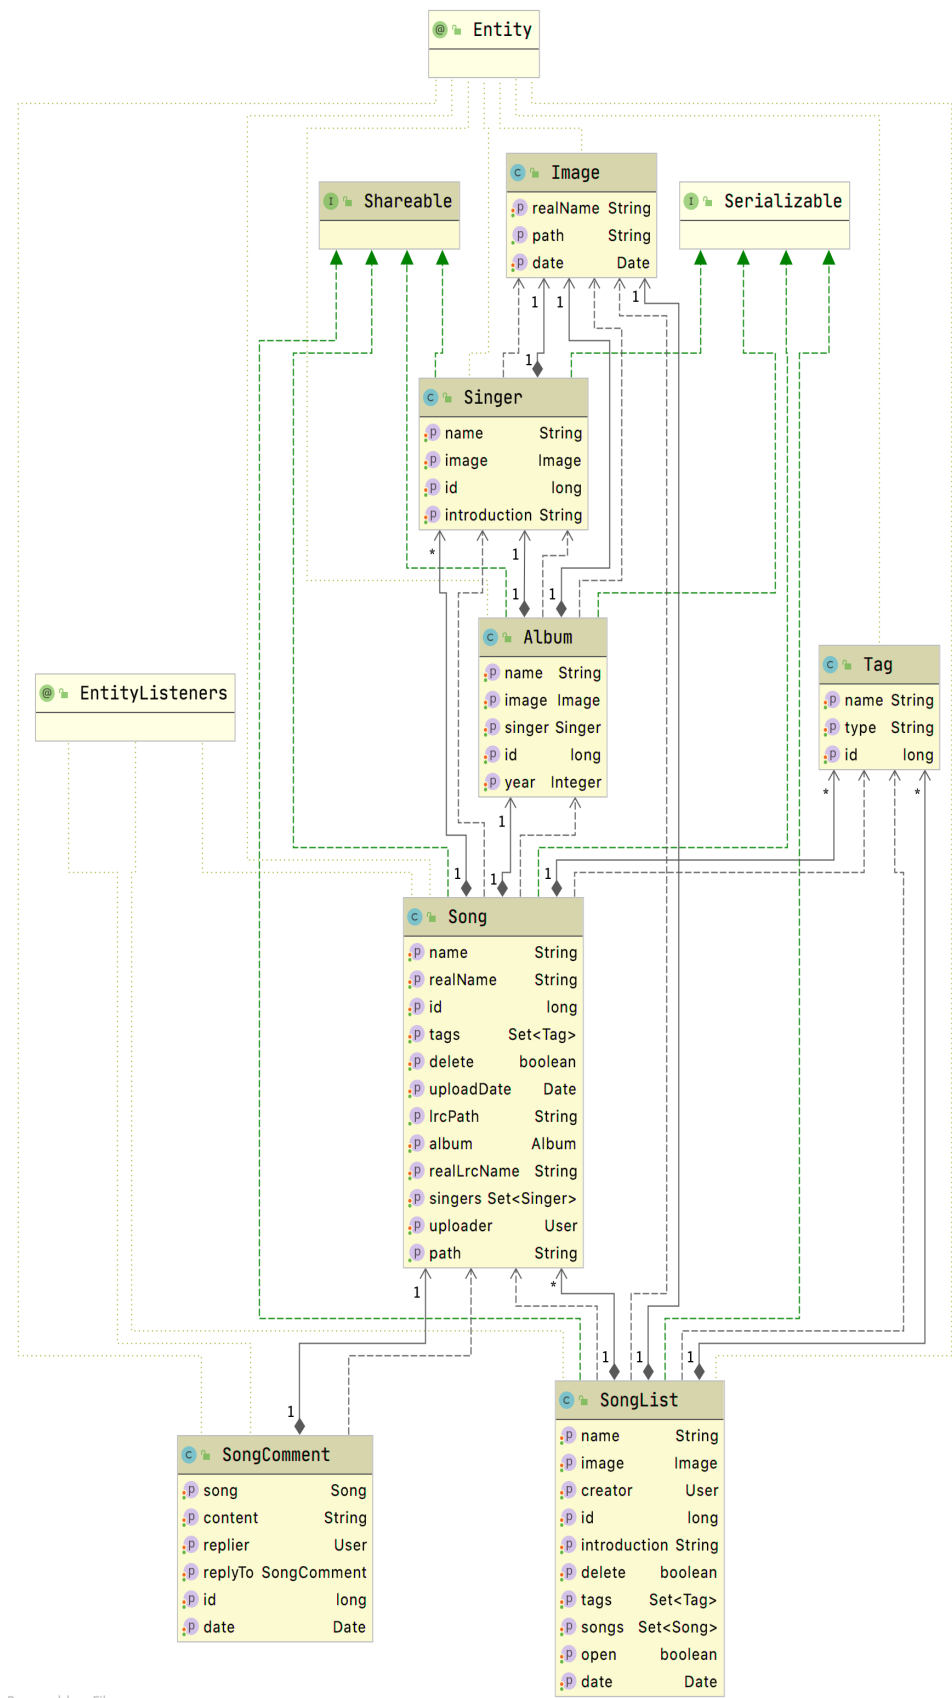 Entity
Image
realName String
path String
date Date
Shareable
Serializable
1
1
1
1
Singer
name String
image Image
id long
introduction String
*
1
1
1
Album
name String
image Image
singer Singer
id long
year Integer
EntityListeners
Tag
name String
type String
id long
*
*
1
1
1
1
Song
name String
realName String
id long
tags Set<Tag>
delete boolean
uploadDate Date
lrcPath String
album Album
realLrcName String
singers Set<Singer>
uploader User
path String
1
*
1
1
1
1
SongComment
song Song
content String
replier User
replyTo SongComment
id long
date Date
SongList
name String
image Image
creator User
id long
introduction String
delete boolean
tags Set<Tag>
songs Set<Song>
open boolean
date Date